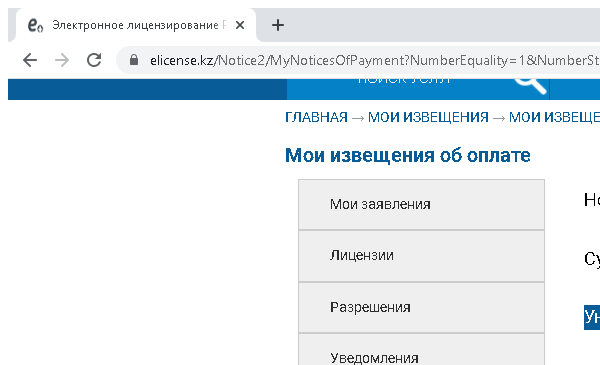 Электронное лицензирование
elicense.kz/Notice2/MyNoticesOfPayment?NumberEquality=1&NumberSt
ГЛАВНАЯ → МОИ ИЗВЕЩЕНИЯ → МОИ ИЗВЕЩЕ
Мои извещения об оплате
Мои заявления
Но
Лицензии
Су
Разрешения
Ун
Уведомления